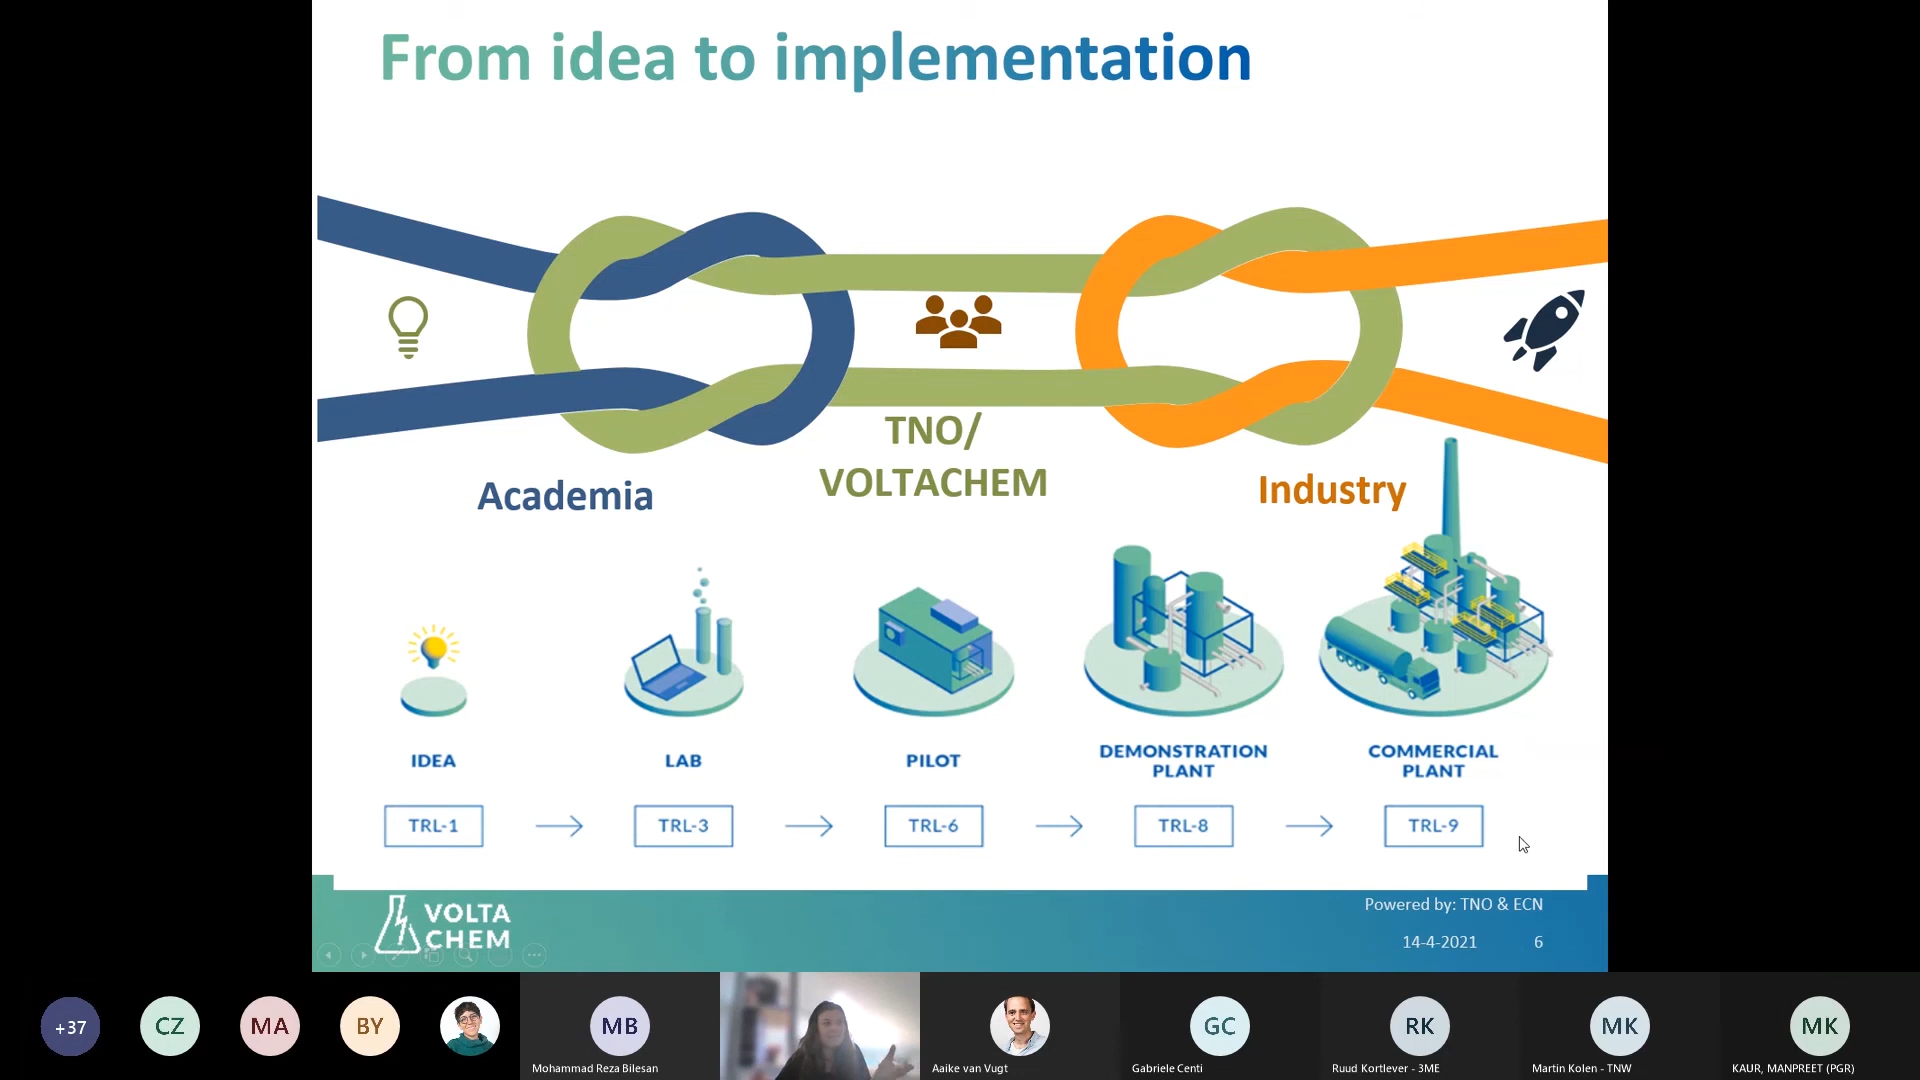 From idea to implementation
TNO/
VOLTACHEM
Academia
Industry
IDEA
LAB
PILOT
DEMONSTRATION
PLANT
COMMERCIAL
PLANT
TRL-1
TRL-3
TRL-6
TRL-8
TRL-9
VOLTA
CHEM
Powered by: TNO & ECN
14-4-2021
6
+37
CZ
MA
BY
MB
GC
RK
MK
MK
Mohammad Reza Bilesan
Aaike van Vugt
Gabriele Centi
Ruud Kortlever - 3ME
Martin Kolen - TNW
KAUR, MANPREET (PGR)